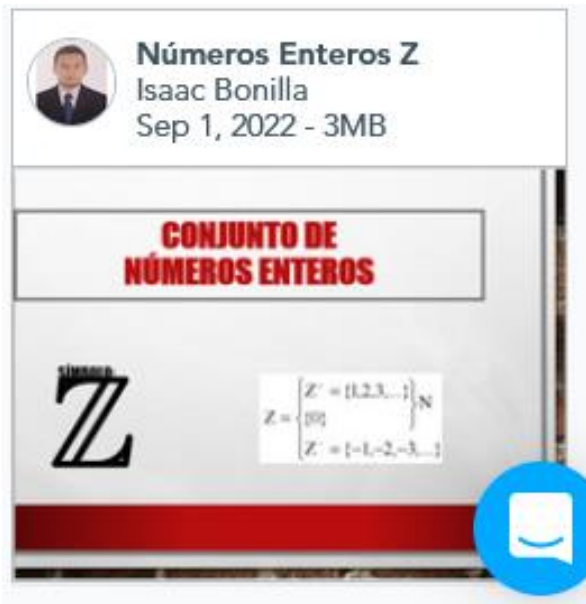 Números Enteros Z
Isaac Bonilla
Sep 1, 2022 - 3MB
CONJUNTO DE
NÚMEROS ENTEROS
SÍMBOLO:
Z
Z⁺ = {1,2,3,...}
Z = {0} N
Z⁻ = {-1,-2,-3,...}